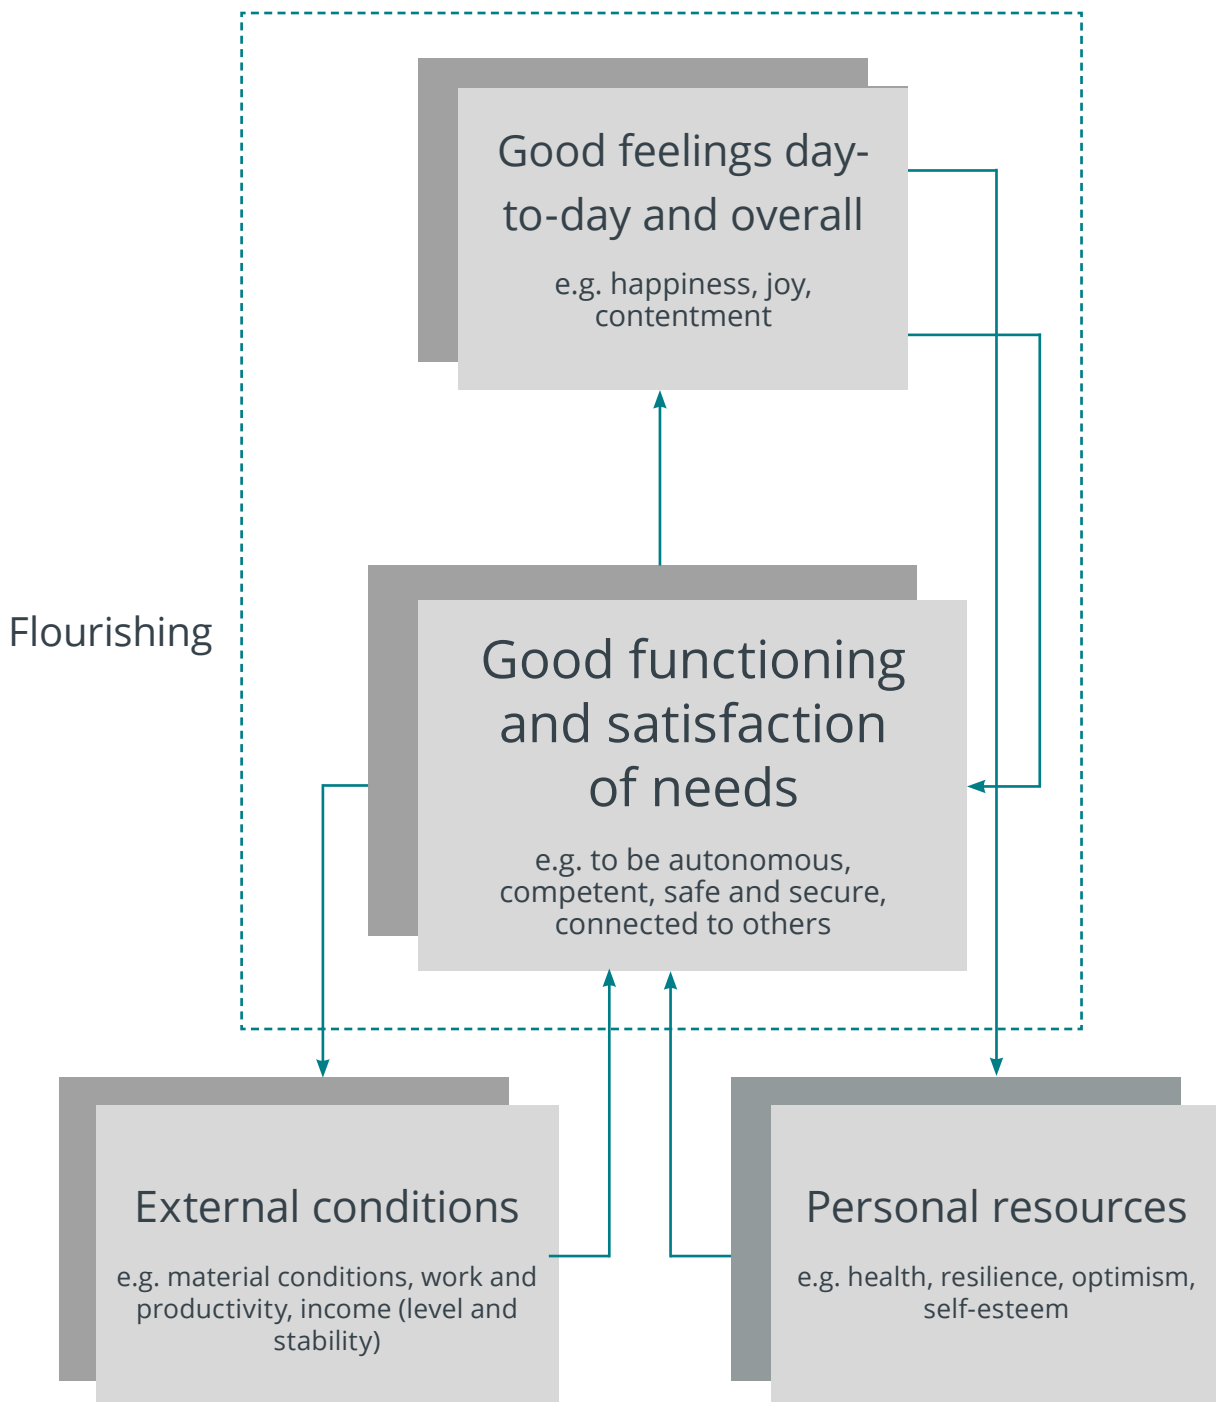 Good feelings day-
to-day and overall
e.g. happiness, joy,
contentment
Flourishing
Good functioning
and satisfaction
of needs
e.g. to be autonomous,
competent, safe and secure,
connected to others
External conditions
e.g. material conditions, work and
productivity, income (level and
stability)
Personal resources
e.g. health, resilience, optimism,
self-esteem